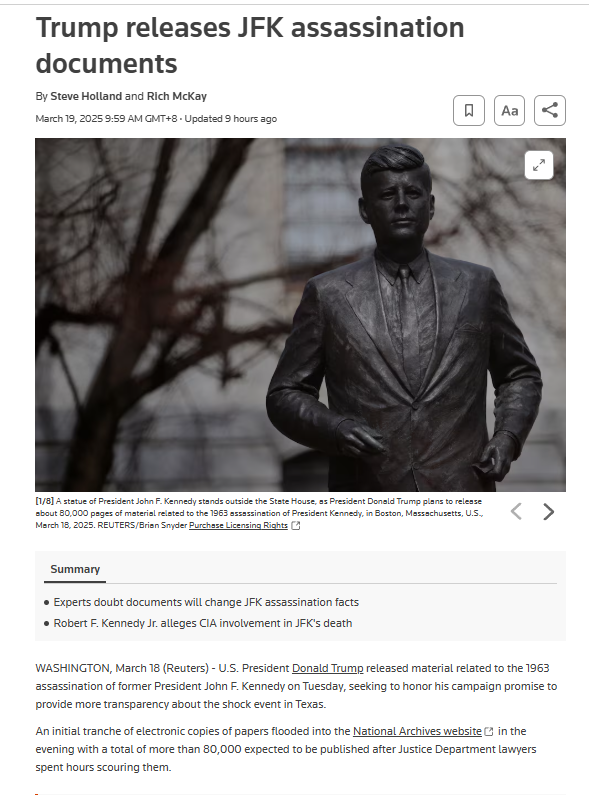 Trump releases JFK assassination
documents
By Steve Holland and Rich McKay
March 19, 2025 9:59 AM GMT+8 · Updated 9 hours ago
Aa
[1/8] A statue of President John F. Kennedy stands outside the State House, as President Donald Trump plans to release
about 80,000 pages of material related to the 1963 assassination of President Kennedy, in Boston, Massachusetts, U.S.,
March 18, 2025. REUTERS/Brian Snyder Purchase Licensing Rights
Summary
• Experts doubt documents will change JFK assassination facts
• Robert F. Kennedy Jr. alleges CIA involvement in JFK's death
WASHINGTON, March 18 (Reuters) - U.S. President Donald Trump released material related to the 1963
assassination of former President John F. Kennedy on Tuesday, seeking to honor his campaign promise to
provide more transparency about the shock event in Texas.
An initial tranche of electronic copies of papers flooded into the National Archives website in the
evening with a total of more than 80,000 expected to be published after Justice Department lawyers
spent hours scouring them.